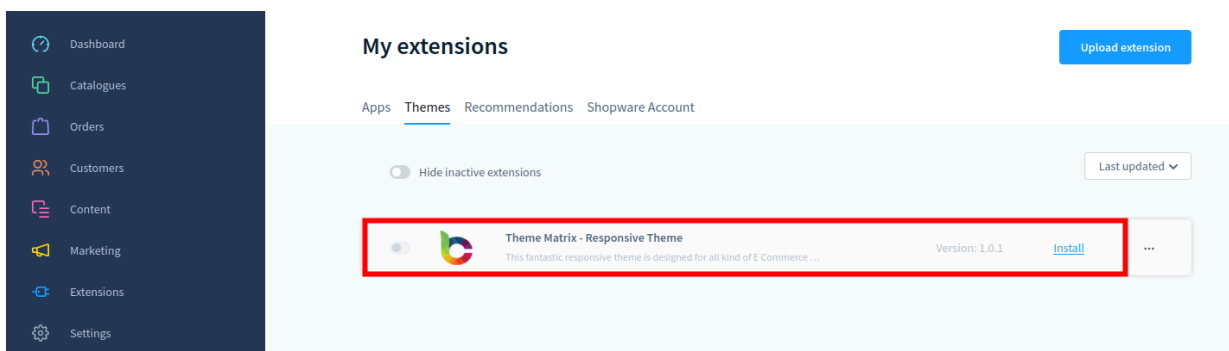 Dashboard
Catalogues
Orders
Customers
Content
Marketing
Extensions
Settings
My extensions
Upload extension
Apps Themes Recommendations Shopware Account
Hide inactive extensions
Last updated
Theme Matrix - Responsive Theme
This fantastic responsive theme is designed for all kind of E Commerce ...
Version: 1.0.1
Install
...